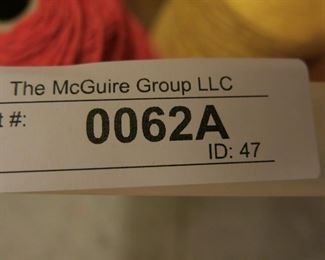 The McGuire Group LLC
#: 0062A
ID: 47